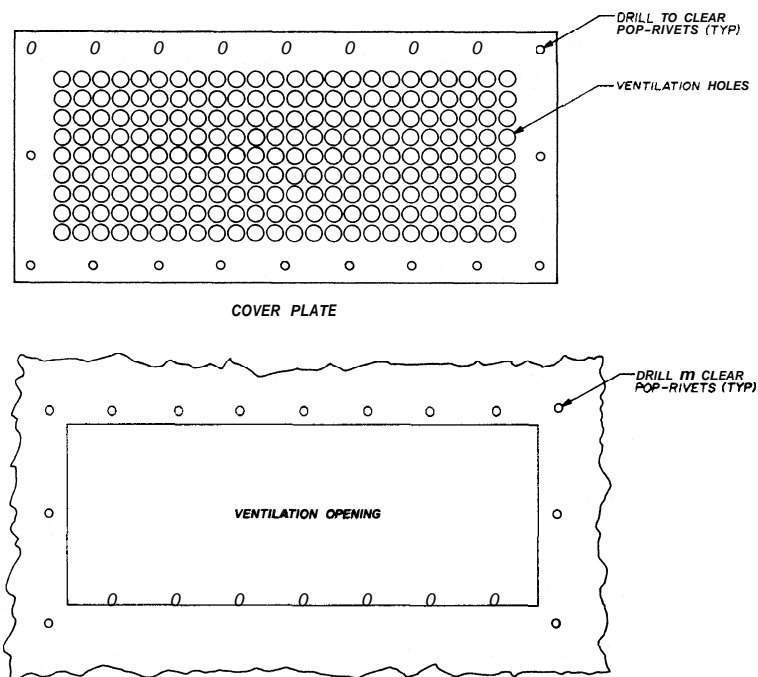 DRILL TO CLEAR
POP-RIVETS (TYP)
O O O O O O O O
VENTILATION HOLES
COVER PLATE
DRILL m CLEAR
POP-RIVETS (TYP)
VENTILATION OPENING
O O O O O O O